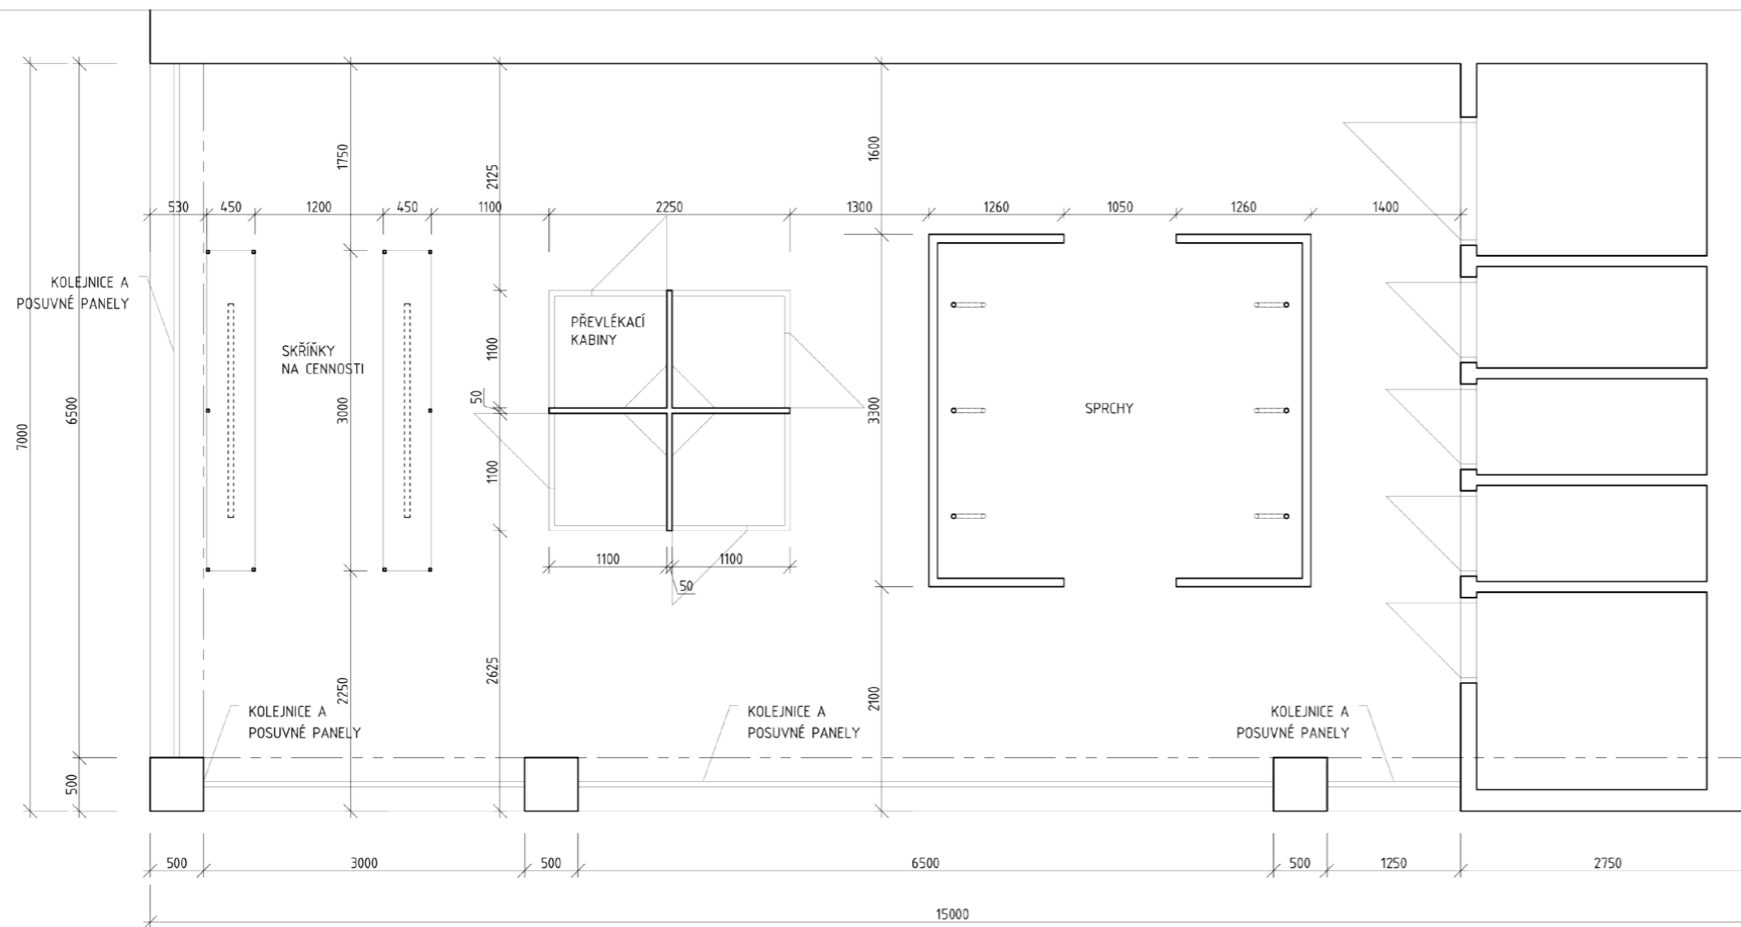 530
450
1200
450
1100
2250
1300
1260
1050
1260
1400
1750
2125
1600
7000
6500
500
KOLEJNICE A
POSUVNÉ PANELY
SKŘÍŇKY
NA CENNOSTI
3000
2250
PŘEVLÉKACÍ
KABINY
1100
50
1100
2625
1100
1100
50
3300
SPRCHY
2100
KOLEJNICE A
POSUVNÉ PANELY
KOLEJNICE A
POSUVNÉ PANELY
KOLEJNICE A
POSUVNÉ PANELY
500
3000
500
6500
500
1250
2750
15000